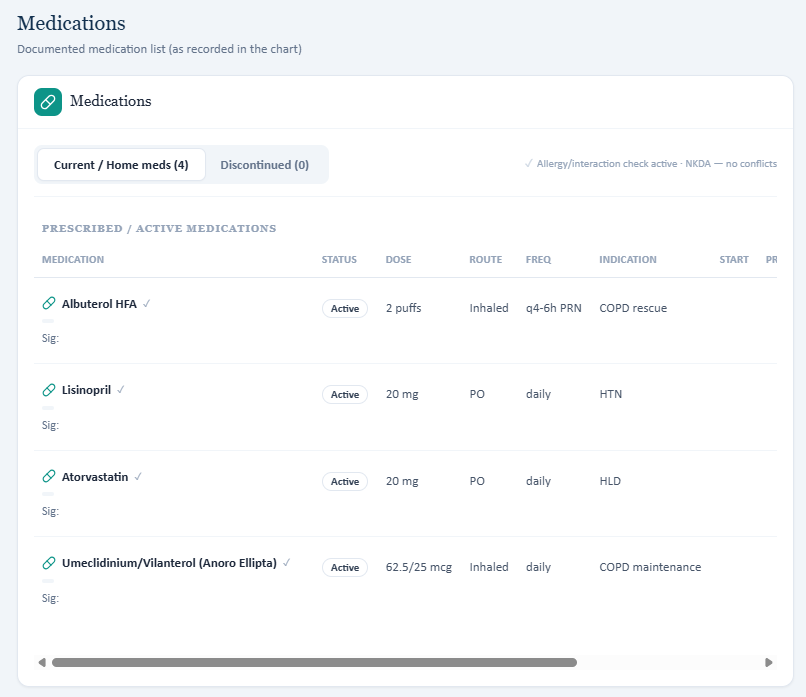 Medications
Documented medication list (as recorded in the chart)
Medications
Current / Home meds (4) Discontinued (0) ✓ Allergy/interaction check active · NKDA — no conflicts
PRESCRIBED / ACTIVE MEDICATIONS
MEDICATION STATUS DOSE ROUTE FREQ INDICATION START PR
Albuterol HFA ✓ Active 2 puffs Inhaled q4-6h PRN COPD rescue
Sig:
Lisinopril ✓ Active 20 mg PO daily HTN
Sig:
Atorvastatin ✓ Active 20 mg PO daily HLD
Sig:
Umeclidinium/Vilanterol (Anoro Ellipta) ✓ Active 62.5/25 mcg Inhaled daily COPD maintenance
Sig: